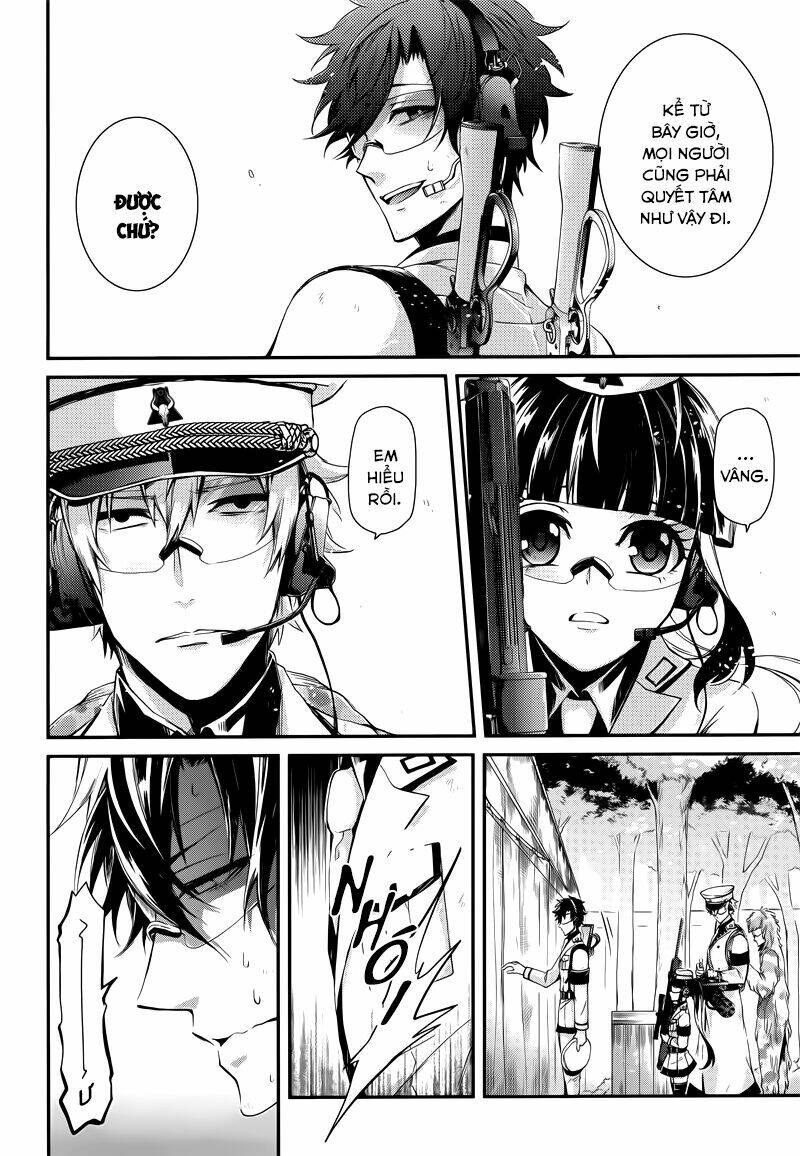 KỂ TỪ
BÂY GIỜ,
MỌI NGƯỜI
CŨNG PHẢI
QUYẾT TÂM
NHƯ VẬY ĐI.
ĐƯỢC
CHỨ?
...
VÂNG.
EM
HIỂU
RỒI.
NHÓI
Ư